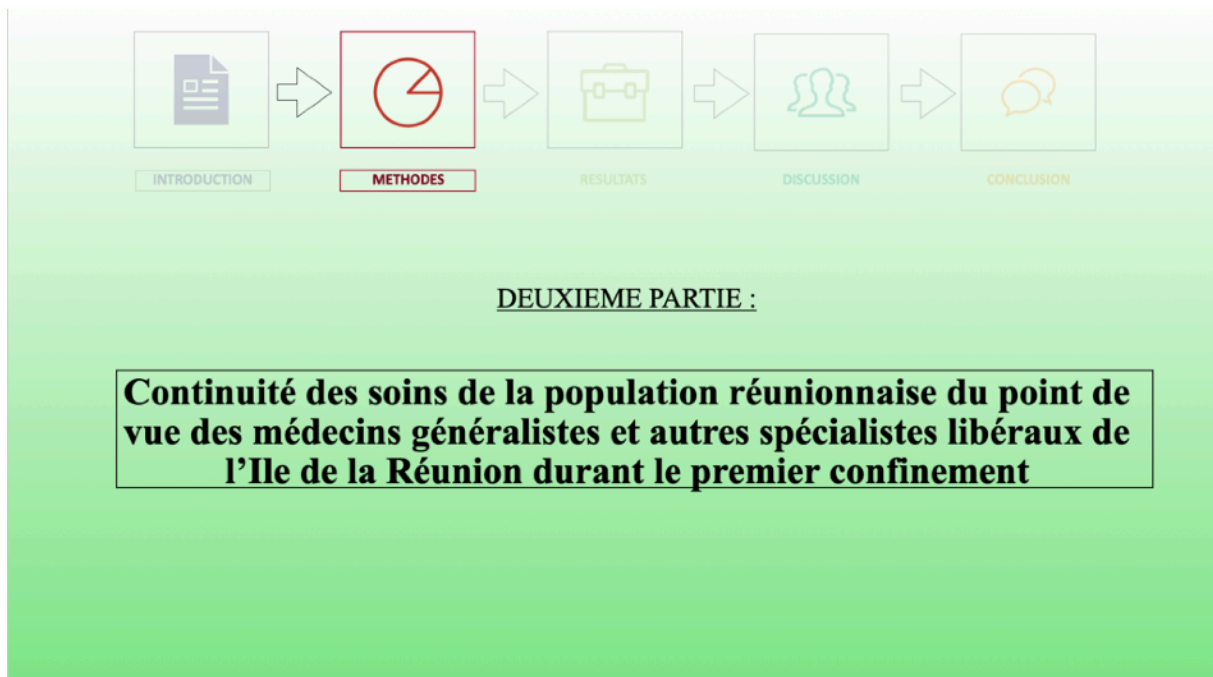 INTRODUCTION
METHODES
RESULTATS
DISCUSSION
CONCLUSION
DEUXIEME PARTIE :
Continuité des soins de la population réunionnaise du point de
vue des médecins généralistes et autres spécialistes libéraux de
l’Ile de la Réunion durant le premier confinement